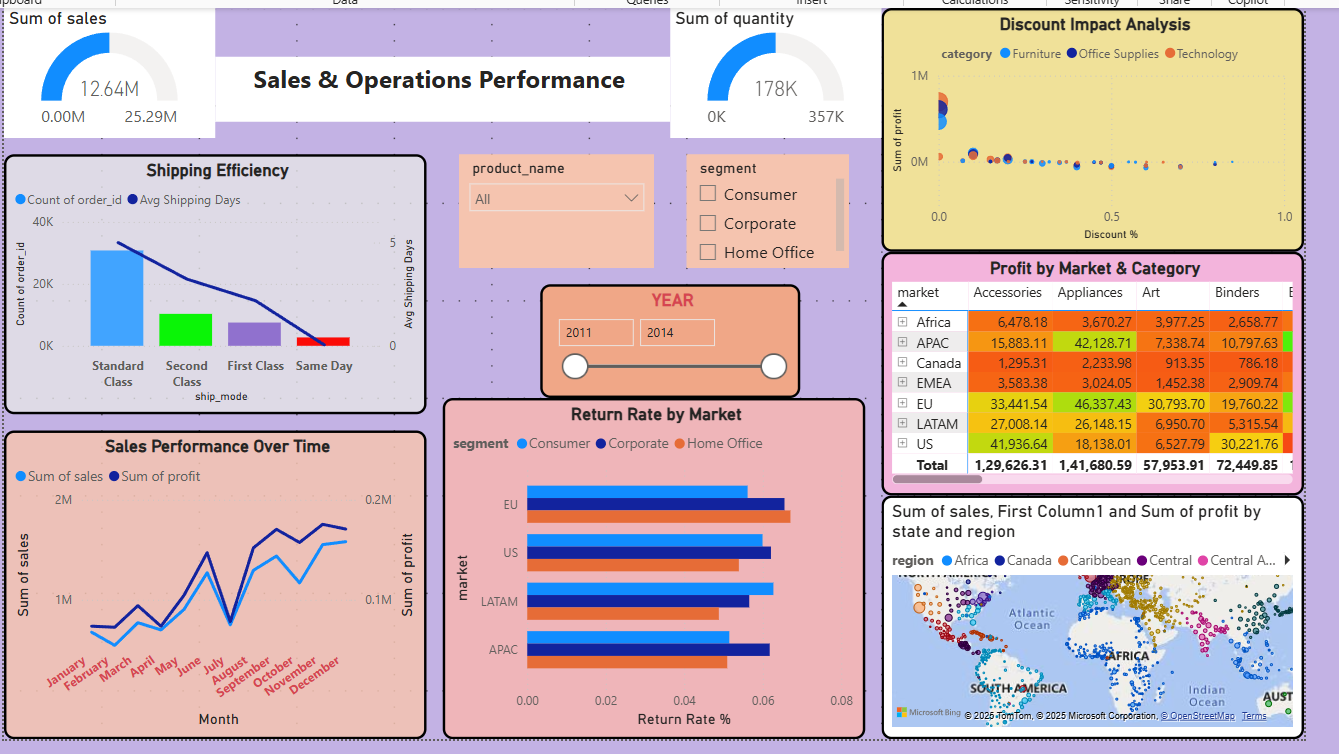 Data
Queries
Insert
Calculations
Sensitivity
Share
Copilot
Sum of sales
12.64M
0.00M
25.29M
Sales & Operations Performance
Sum of quantity
178K
0K
357K
Shipping Efficiency
Count of order_id
Avg Shipping Days
40K
20K
0K
5
0
Count of order_id
Avg Shipping Days
Standard Class
Second Class
First Class
Same Day
ship_mode
product_name
All
segment
Consumer
Corporate
Home Office
YEAR
2011
2014
Sales Performance Over Time
Sum of sales
Sum of profit
2M
1M
0.2M
0.1M
Sum of sales
Sum of profit
January
February
March
April
May
June
July
August
September
October
November
December
Month
Return Rate by Market
segment Consumer Corporate Home Office
market
EU
US
LATAM
APAC
0.00 0.02 0.04 0.06 0.08
Return Rate %
Discount Impact Analysis
category Furniture Office Supplies Technology
1M
0M
Sum of profit
0.0 0.5 1.0
Discount %
Profit by Market & Category
market Accessories Appliances Art Binders
Africa 6,478.18 3,670.27 3,977.25 2,658.77
APAC 15,883.11 42,128.71 7,338.74 10,797.63
Canada 1,295.31 2,233.98 913.35 786.18
EMEA 3,583.38 3,024.05 1,452.38 2,909.74
EU 33,441.54 46,337.43 30,793.70 19,760.22
LATAM 27,008.14 26,148.15 6,950.70 5,315.54
US 41,936.64 18,138.01 6,527.79 30,221.76
Total 1,29,626.31 1,41,680.59 57,953.91 72,449.85
Sum of sales, First Column1 and Sum of profit by
state and region
region Africa Canada Caribbean Central Central A...
Atlantic
Ocean
AFRICA
SOUTH AMERICA
Indian
Ocean
AUST
Microsoft Bing
© 2025 TomTom, © 2025 Microsoft Corporation, © OpenStreetMap Terms